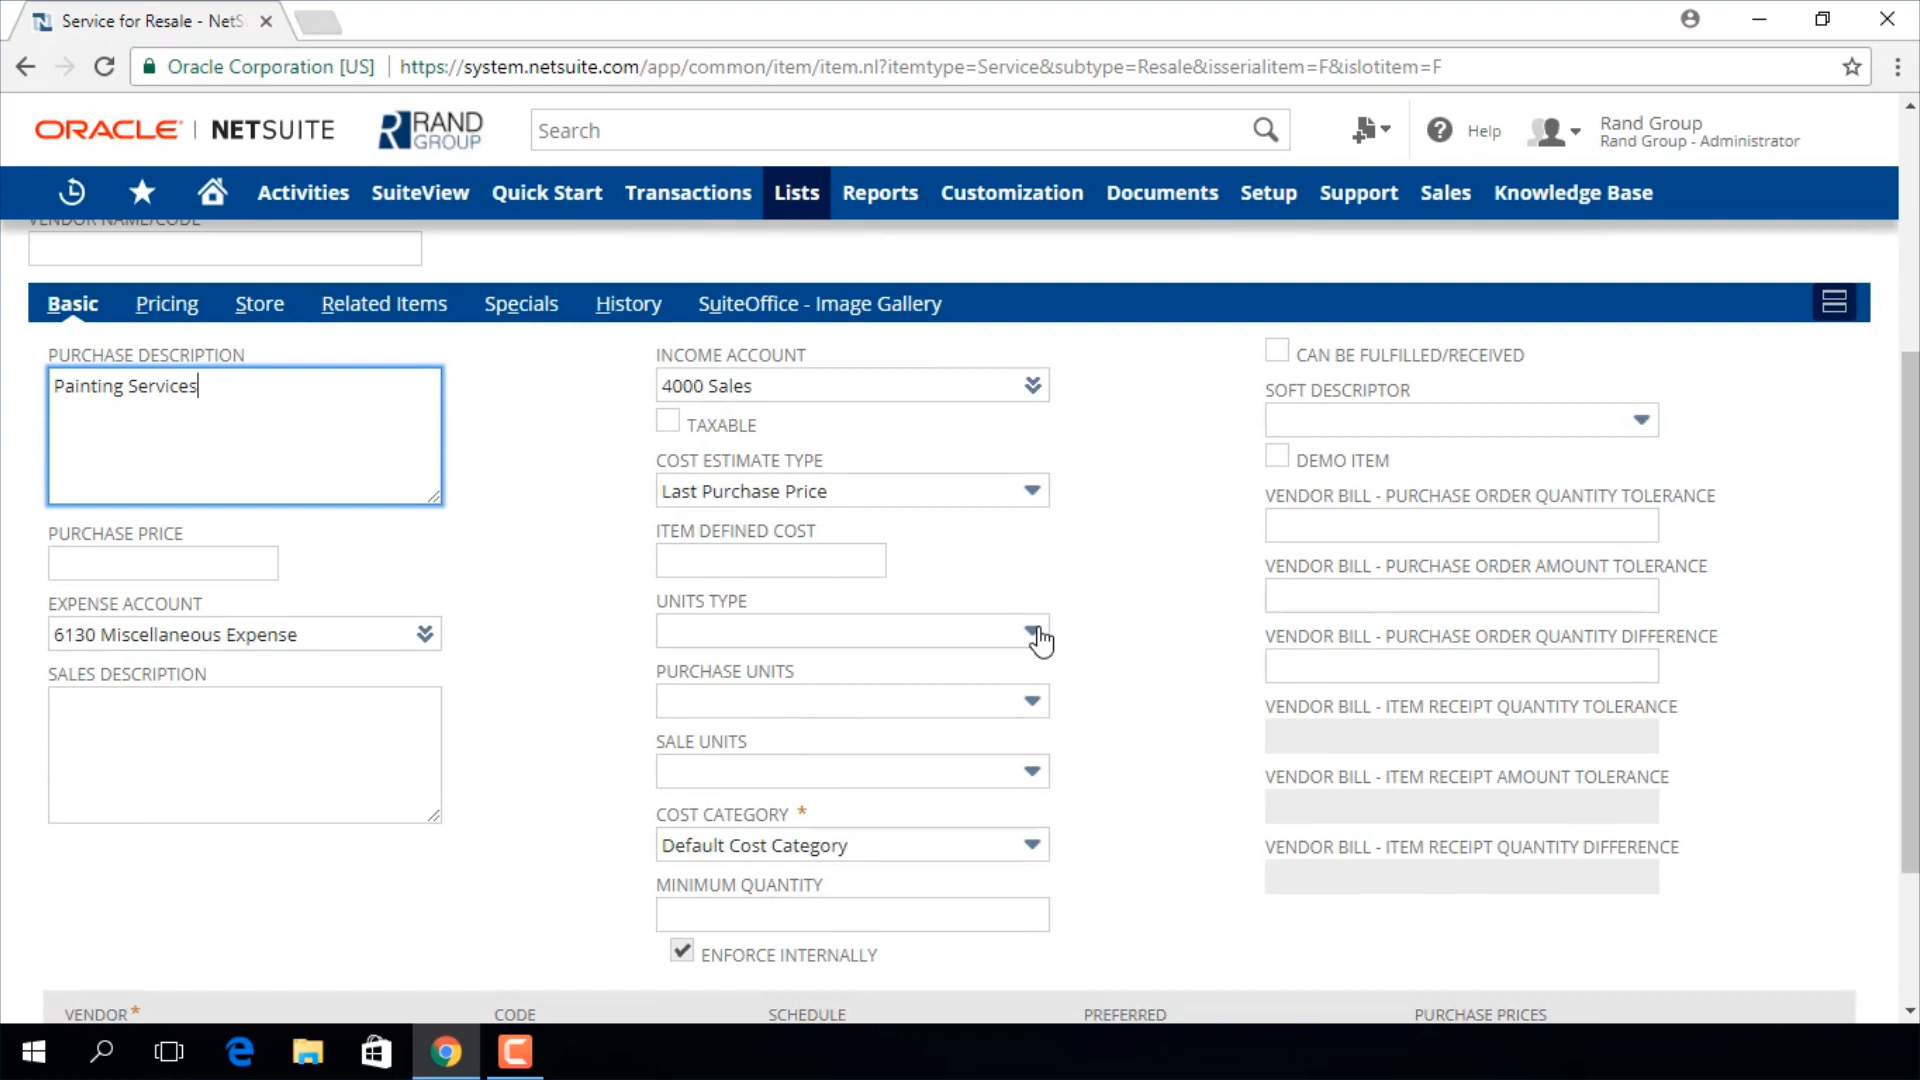 Service for Resale - NetS
Oracle Corporation [US]
https://system.netsuite.com/app/common/item/item.nl?itemtype=Service&subtype=Resale&isserialitem=F&islotitem=F
ORACLE | NETSUITE
RAND GROUP
Search
Help
Rand Group
Rand Group - Administrator
Activities SuiteView Quick Start Transactions Lists Reports Customization Documents Setup Support Sales Knowledge Base
VENDOR NAME/CODE
Basic Pricing Store Related Items Specials History SuiteOffice - Image Gallery
PURCHASE DESCRIPTION
Painting Services
PURCHASE PRICE
EXPENSE ACCOUNT
6130 Miscellaneous Expense
SALES DESCRIPTION
INCOME ACCOUNT
4000 Sales
TAXABLE
COST ESTIMATE TYPE
Last Purchase Price
ITEM DEFINED COST
UNITS TYPE
PURCHASE UNITS
SALE UNITS
COST CATEGORY *
Default Cost Category
MINIMUM QUANTITY
ENFORCE INTERNALLY
CAN BE FULFILLED/RECEIVED
SOFT DESCRIPTOR
DEMO ITEM
VENDOR BILL - PURCHASE ORDER QUANTITY TOLERANCE
VENDOR BILL - PURCHASE ORDER AMOUNT TOLERANCE
VENDOR BILL - PURCHASE ORDER QUANTITY DIFFERENCE
VENDOR BILL - ITEM RECEIPT QUANTITY TOLERANCE
VENDOR BILL - ITEM RECEIPT AMOUNT TOLERANCE
VENDOR BILL - ITEM RECEIPT QUANTITY DIFFERENCE
VENDOR * CODE SCHEDULE PREFERRED PURCHASE PRICES